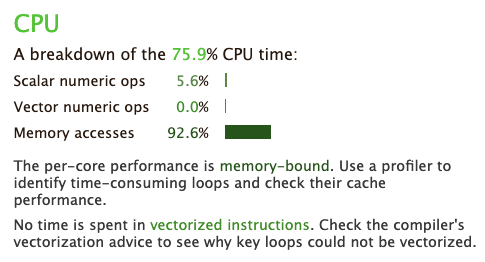 CPU
A breakdown of the 75.9% CPU time:
Scalar numeric ops 5.6%
Vector numeric ops 0.0%
Memory accesses 92.6%
The per-core performance is memory-bound. Use a profiler to
identify time-consuming loops and check their cache
performance.
No time is spent in vectorized instructions. Check the compiler's
vectorization advice to see why key loops could not be vectorized.